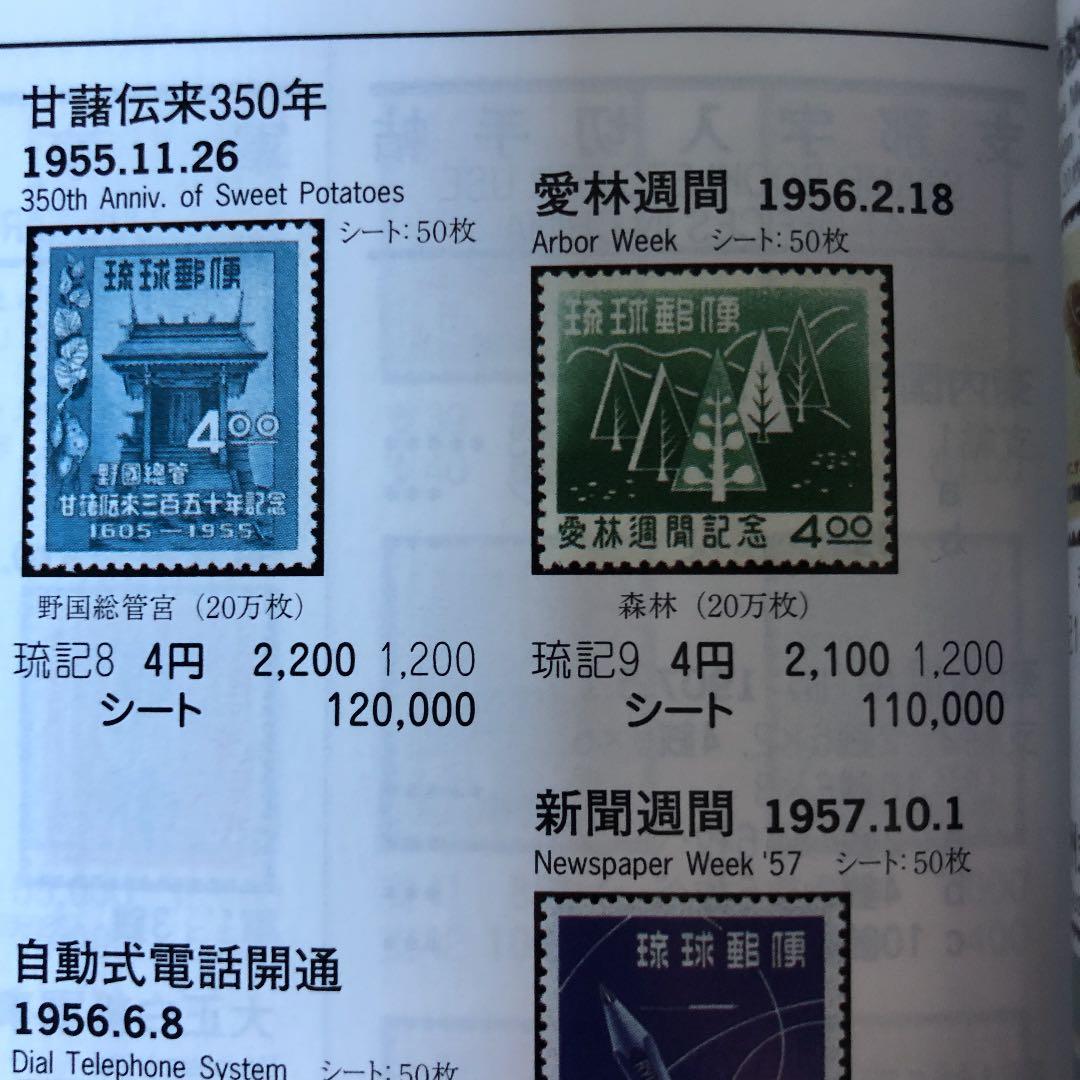 甘藷伝来350年
1955.11.26
350th Anniv. of Sweet Potatoes
シート:50枚
琉球郵便
400
野國總管
甘藷伝来三百五十年記念
1605—1955
野国総管宮(20万枚)
琉記8 4円 2,200 1,200
シート 120,000
愛林週間 1956.2.18
Arbor Week シート:50枚
琉球郵便
愛林週間記念 400
森林(20万枚)
琉記9 4円 2,100 1,200
シート 110,000
自動式電話開通
1956.6.8
Dial Telephone System シート:50枚
新聞週間 1957.10.1
Newspaper Week '57 シート:50枚
琉球郵便